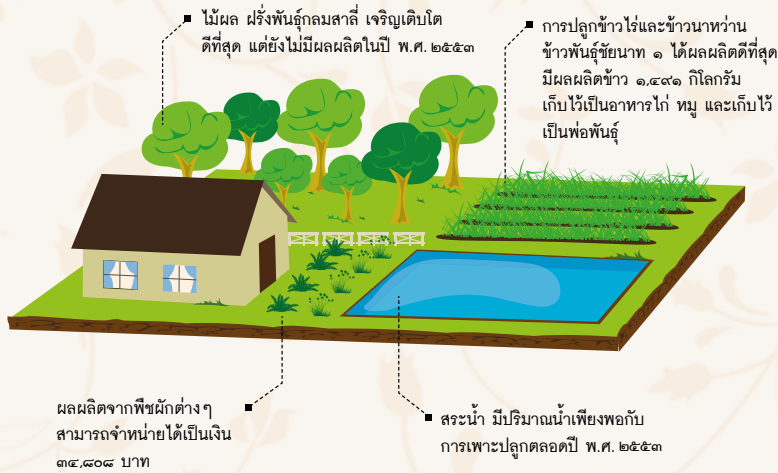 ไม้ผล ฝรั่งพันธุ์กลมสาลี่ เจริญเติบโต
ดีที่สุด แต่ยังไม่มีผลผลิตในปี พ.ศ. ๒๕๕๓
การปลูกข้าวไร่และข้าวนาหว่าน
ข้าวพันธุ์ชัยนาท ๑ ได้ผลผลิตดีที่สุด
มีผลผลิตข้าว ๑,๔๙๑ กิโลกรัม
เก็บไว้เป็นอาหารไก่ หมู และเก็บไว้
เป็นพ่อพันธุ์
ผลผลิตจากพืชผักต่างๆ
สามารถจำหน่ายได้เป็นเงิน
๓๔,๘๐๘ บาท
สระน้ำ มีปริมาณน้ำเพียงพอกับ
การเพาะปลูกตลอดปี พ.ศ. ๒๕๕๓